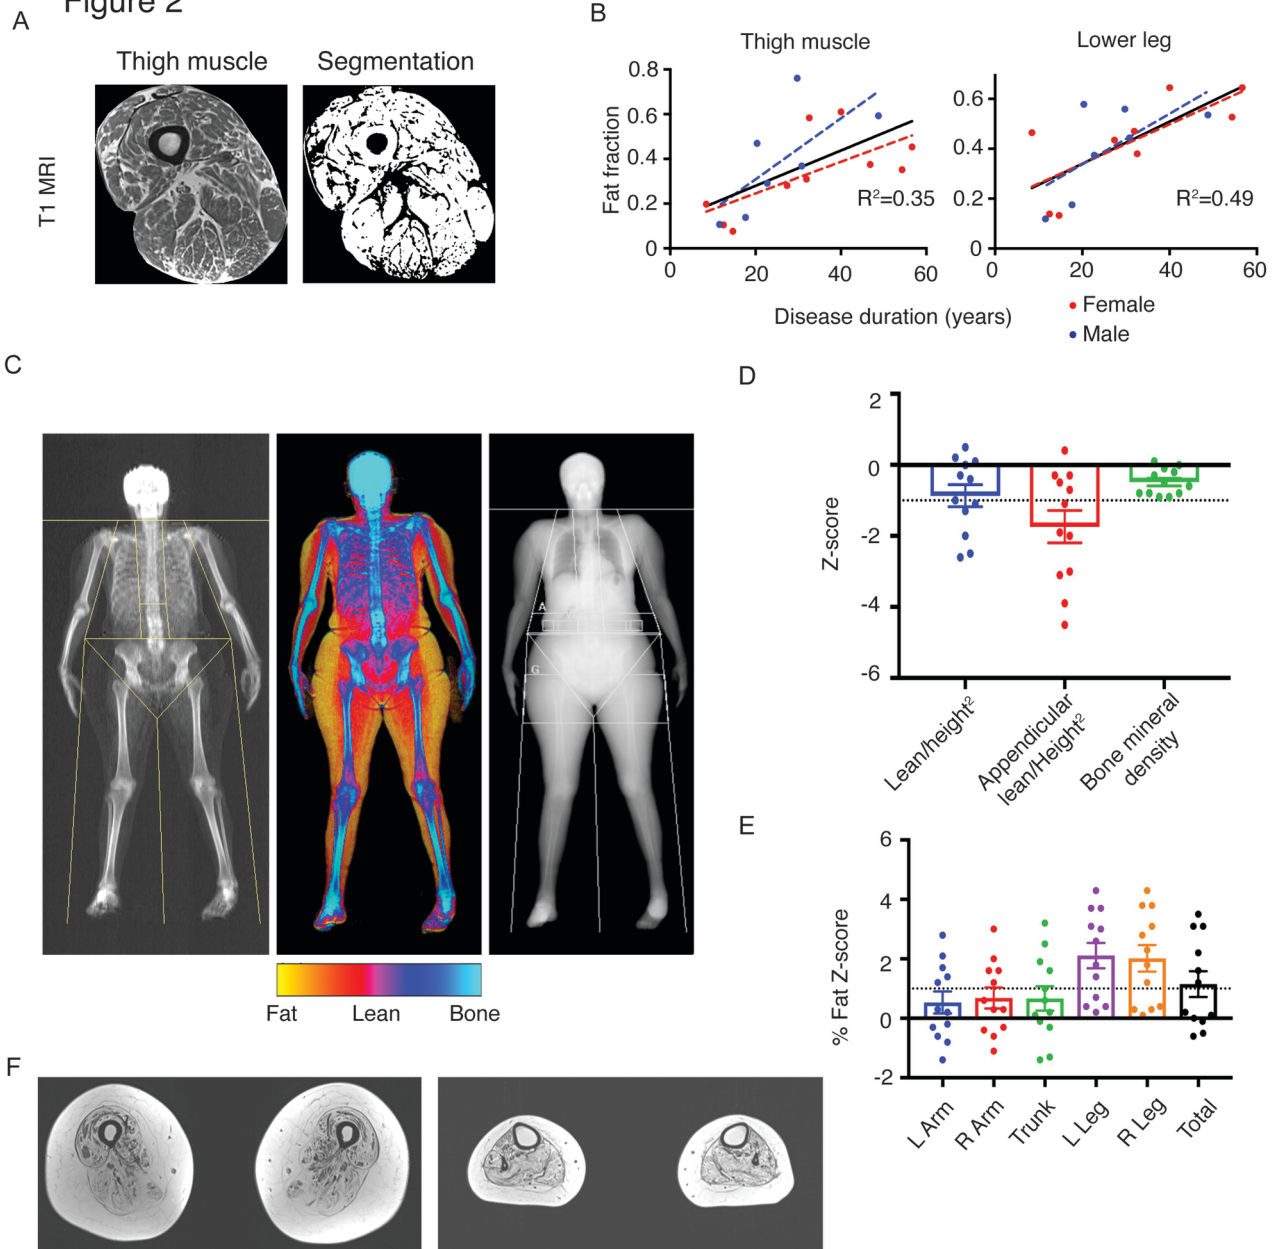 Figure 2
A
Thigh muscle
Segmentation
T1 MRI
B
Thigh muscle
Lower leg
Fat fraction
0.8
0.6
0.4
0.2
0
R²=0.35
0 20 40 60
0.6
0.4
0.2
0
R²=0.49
0 20 40 60
Disease duration (years)
Female
Male
C
A
G
Fat Lean Bone
D
Z-score
2
0
-2
-4
-6
Lean/height²
Appendicular
lean/Height²
Bone mineral
density
E
% Fat Z-score
6
4
2
0
-2
L Arm
R Arm
Trunk
L Leg
R Leg
Total
F